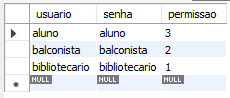 usuario senha permissao
aluno aluno 3
balconista balconista 2
bibliotecario bibliotecario 1
NULL NULL NULL